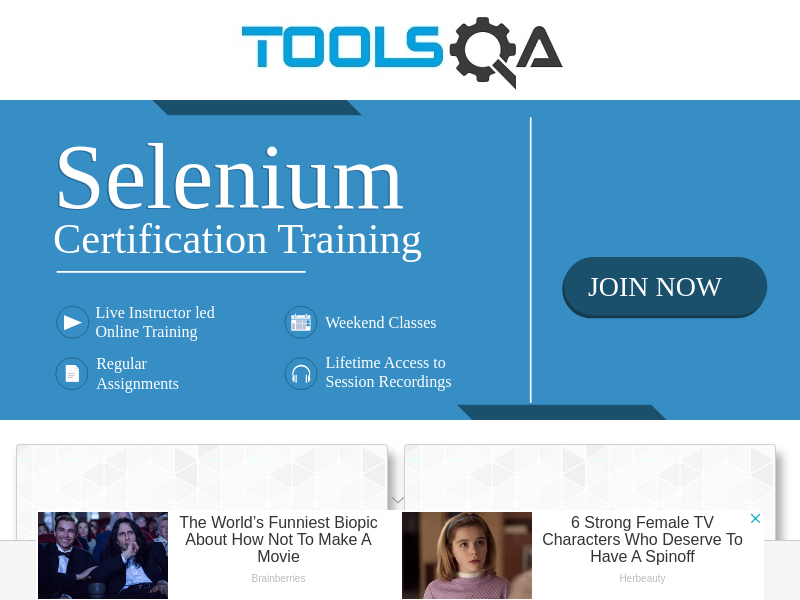 TOOLSQA
Selenium
Certification Training
JOIN NOW
Live Instructor led
Online Training
Weekend Classes
Regular
Assignments
Lifetime Access to
Session Recordings
The World’s Funniest Biopic
About How Not To Make A
Movie
Brainberries
6 Strong Female TV
Characters Who Deserve To
Have A Spinoff
Herbeauty